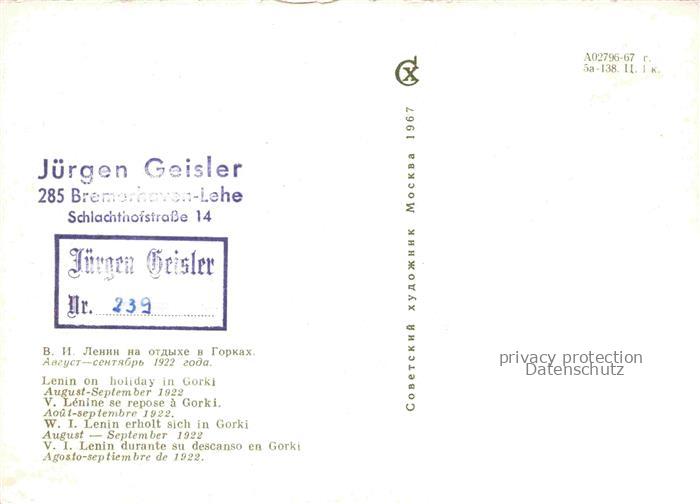 Jürgen Geisler
285 Bremerhaven-Lehe
Schlachthofstraße 14
Jürgen Geisler
Nr. 239
В. И. Ленин на отдыхе в Горках.
Август—сентябрь 1922 года.
Lenin on holiday in Gorki
August-September 1922
V. Lénine se repose à Gorki.
Août-septembre 1922.
W. I. Lenin erholt sich in Gorki
August — September 1922
V. I. Lenin durante su descanso en Gorki
Agosto-septiembre de 1922.
СХ
Советский художник Москва 1967
А02796-67 г.
5а-138. Ц. 1 к.
privacy protection
Datenschutz